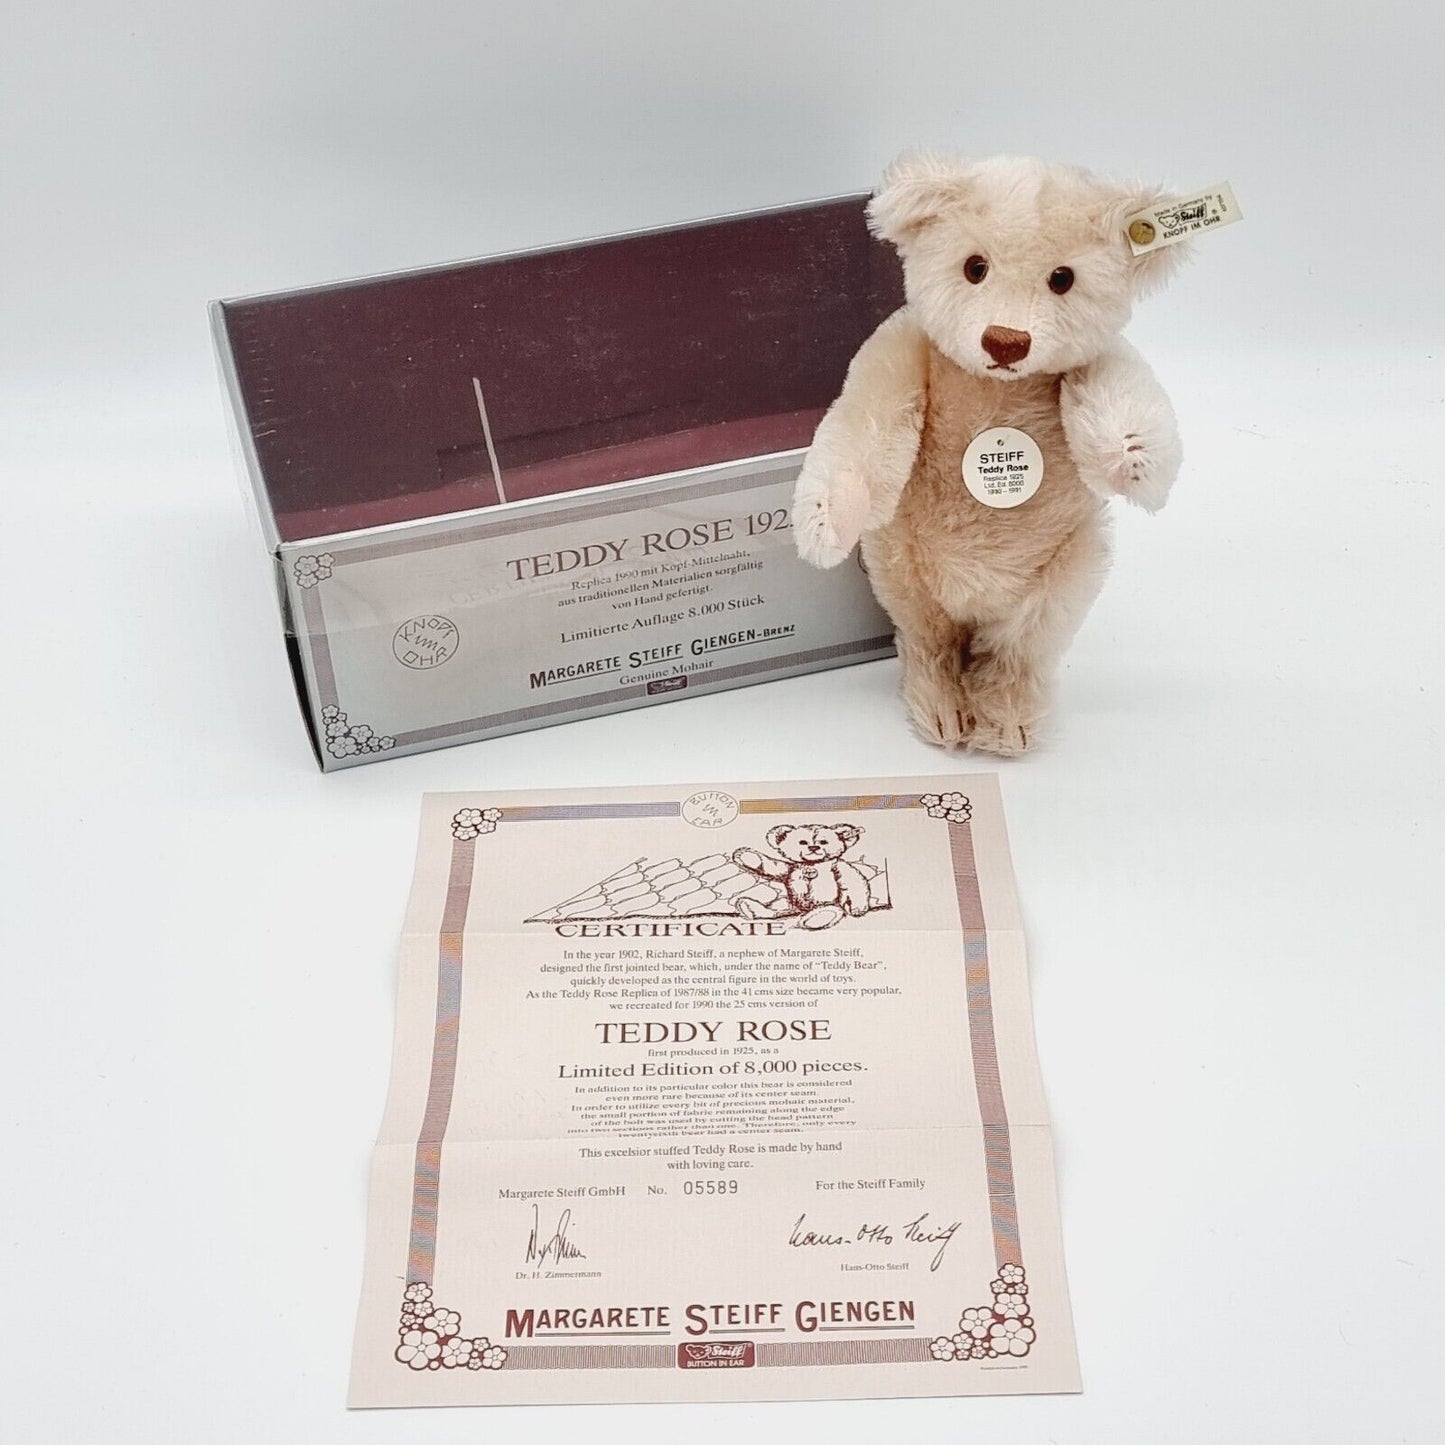 Made in Germany by
Steiff ®
KNOPF IM OHR
STEIFF
Teddy Rose
Replica 1925
Ltd. Ed. 8000
1990 – 1991
TEDDY ROSE 192
Replica 1990 mit Kopf-Mittelnaht,
aus traditionellen Materialien sorgfältig
von Hand gefertigt.
Limitierte Auflage 8.000 Stück
KNOPF
im
OHR
MARGARETE STEIFF GIENGEN-BRENZ
Genuine Mohair
Steiff
BUTTON
in
EAR
CERTIFICATE
In the year 1902, Richard Steiff, a nephew of Margarete Steiff,
designed the first jointed bear, which, under the name of “Teddy Bear”,
quickly developed as the central figure in the world of toys.
As the Teddy Rose Replica of 1987/88 in the 41 cms size became very popular,
we recreated for 1990 the 25 cms version of
TEDDY ROSE
first produced in 1925, as a
Limited Edition of 8,000 pieces.
In addition to its particular color this bear is considered
even more rare because of its center seam.
In order to utilize every bit of precious mohair material,
the small portion of fabric remaining along the edge
of the bolt was used by cutting the head pattern
into two sections rather than one. Therefore, only every
twentysixth bear had a center seam.
This excelsior stuffed Teddy Rose is made by hand
with loving care.
Margarete Steiff GmbH No. 05589 For the Steiff Family
Hans-Otto Steiff
Dr. H. Zimmermann Hans-Otto Steiff
MARGARETE STEIFF GIENGEN
Steiff
BUTTON IN EAR